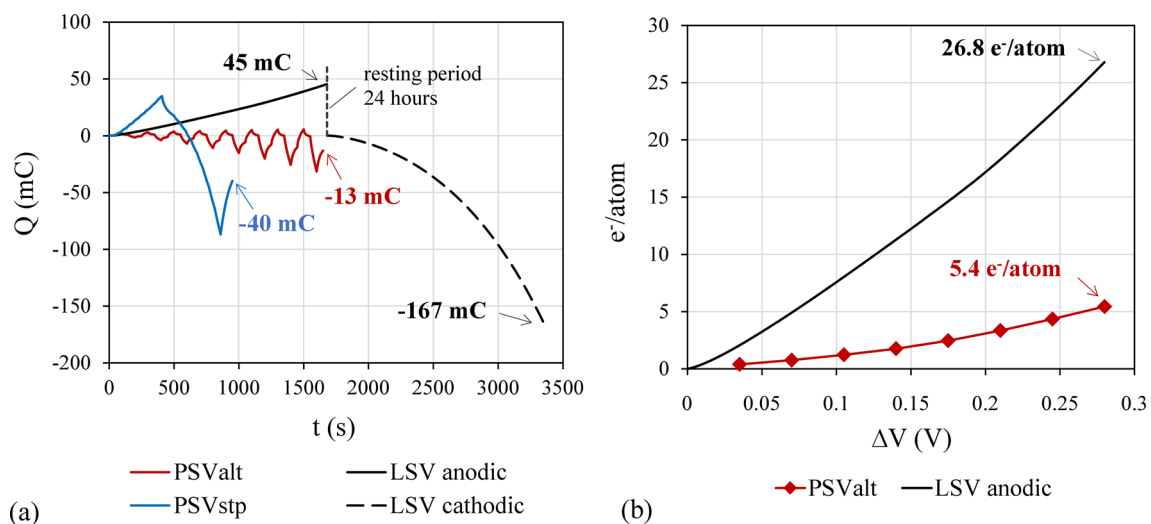 100
50
0
-50
-100
-150
-200
Q (mC)
45 mC
resting period
24 hours
-13 mC
-40 mC
-167 mC
0 500 1000 1500 2000 2500 3000 3500
t (s)
PSValt LSV anodic
PSVstp LSV cathodic
(a)
30
25
20
15
10
5
0
e⁻/atom
26.8 e⁻/atom
5.4 e⁻/atom
0 0.05 0.1 0.15 0.2 0.25 0.3
ΔV (V)
PSValt LSV anodic
(b)